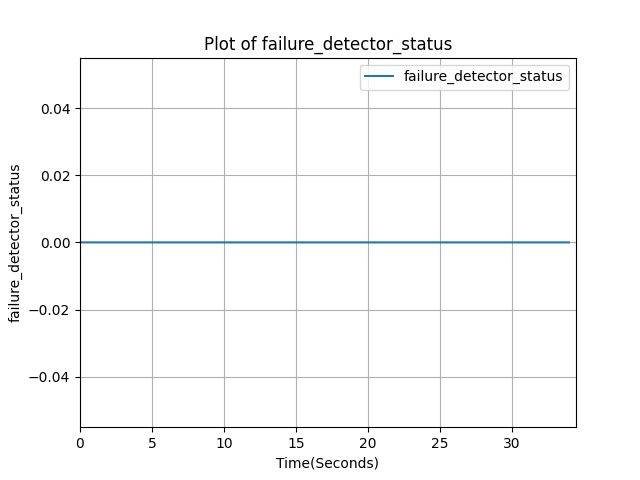 Plot of failure_detector_status
failure_detector_status
0.04
0.02
0.00
−0.02
−0.04
failure_detector_status
0 5 10 15 20 25 30
Time(Seconds)